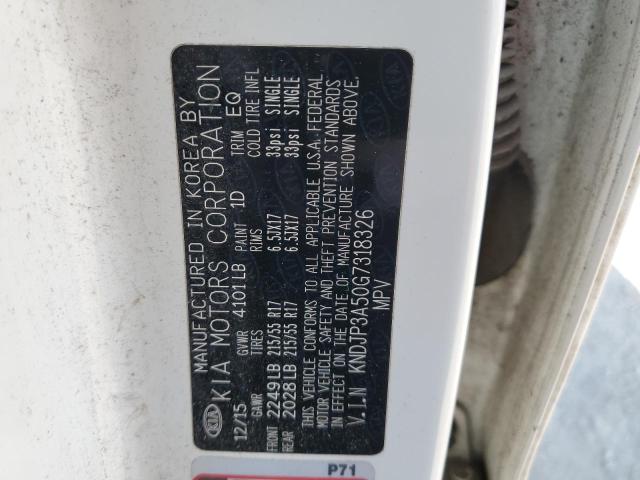 KIA
MANUFACTURED IN KOREA BY
KIA MOTORS CORPORATION
12/15 GVWR 4101LB PAINT 1D TRIM EQ
GAWR TIRES RIMS COLD TIRE INFL
FRONT 2249LB 215/55 R17 6.5JX17 33psi SINGLE
REAR 2028LB 215/55 R17 6.5JX17 33psi SINGLE
THIS VEHICLE CONFORMS TO ALL APPLICABLE U.S.A. FEDERAL
MOTOR VEHICLE SAFETY AND THEFT PREVENTION STANDARDS
IN EFFECT ON THE DATE OF MANUFACTURE SHOWN ABOVE.
V.I.N KNDJP3A50G7318326
MPV
P71